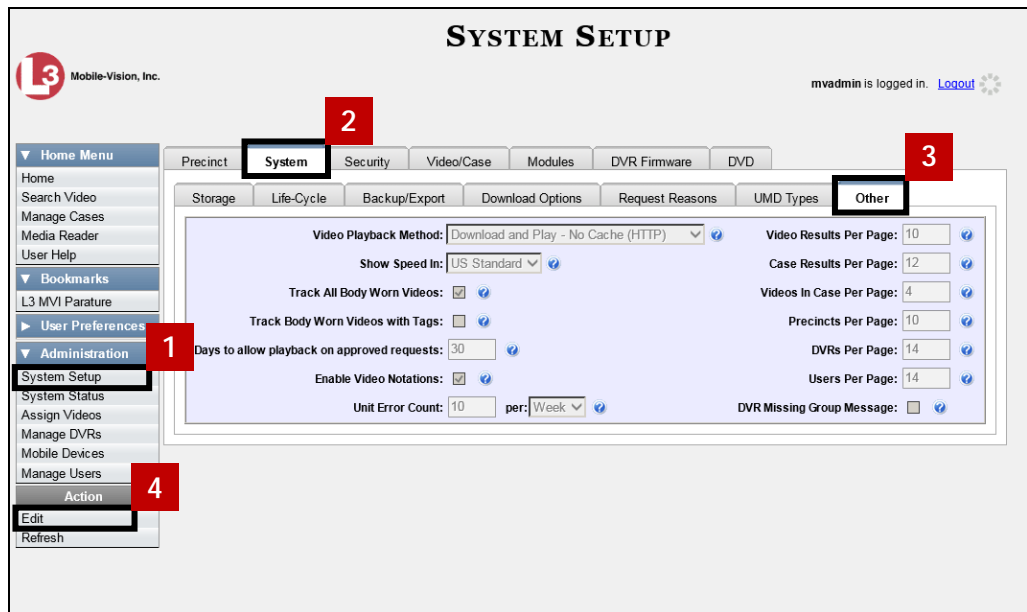 SYSTEM SETUP
L3 Mobile-Vision, Inc.
mvadmin is logged in. Logout
2
3
▼ Home Menu
Home
Search Video
Manage Cases
Media Reader
User Help
▼ Bookmarks
L3 MVI Parature
► User Preferences
1
▼ Administration
System Setup
System Status
Assign Videos
Manage DVRs
Mobile Devices
Manage Users
4
Action
Edit
Refresh
Precinct System Security Video/Case Modules DVR Firmware DVD
Storage Life-Cycle Backup/Export Download Options Request Reasons UMD Types Other
Video Playback Method: Download and Play - No Cache (HTTP) ?
Show Speed In: US Standard ?
Track All Body Worn Videos: ?
Track Body Worn Videos with Tags: ?
Days to allow playback on approved requests: 30 ?
Enable Video Notations: ?
Unit Error Count: 10 per: Week ?
Video Results Per Page: 10 ?
Case Results Per Page: 12 ?
Videos In Case Per Page: 4 ?
Precincts Per Page: 10 ?
DVRs Per Page: 14 ?
Users Per Page: 14 ?
DVR Missing Group Message: ?